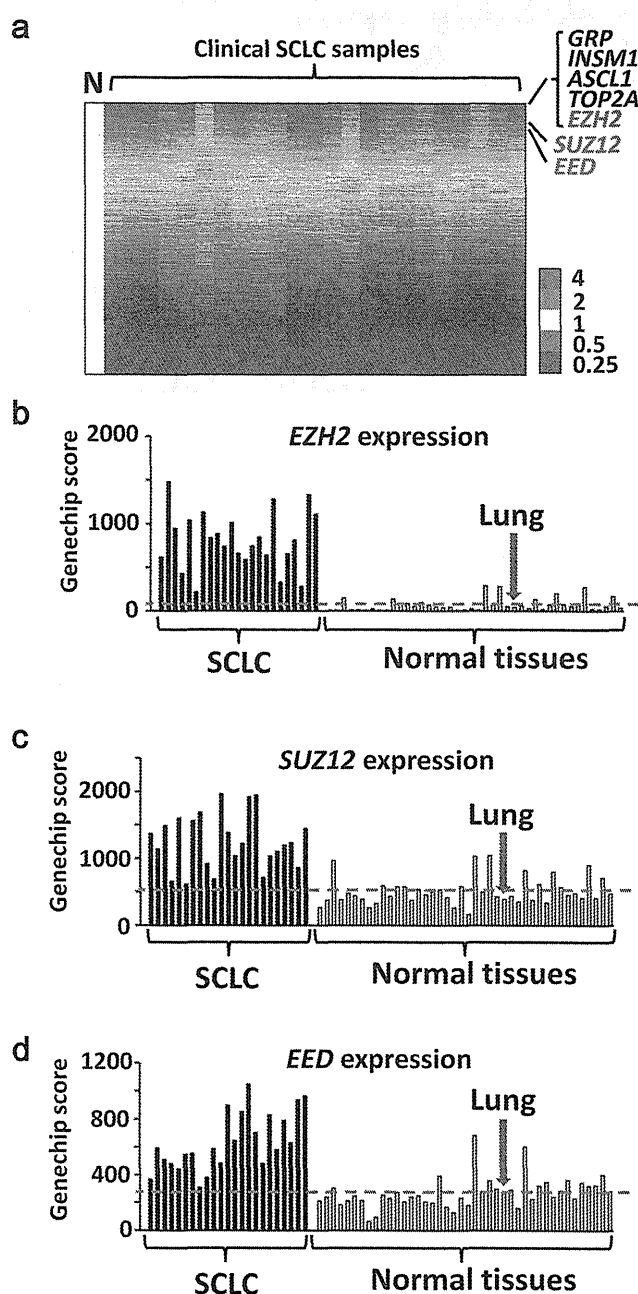 a
Clinical SCLC samples
N
GRP
INSM1
ASCL1
TOP2A
EZH2
SUZ12
EED
4
2
1
0.5
0.25
b
EZH2 expression
Genechip score
2000
1000
0
Lung
SCLC
Normal tissues
c
SUZ12 expression
Genechip score
2000
1000
0
Lung
SCLC
Normal tissues
d
EED expression
Genechip score
1200
800
400
0
Lung
SCLC
Normal tissues